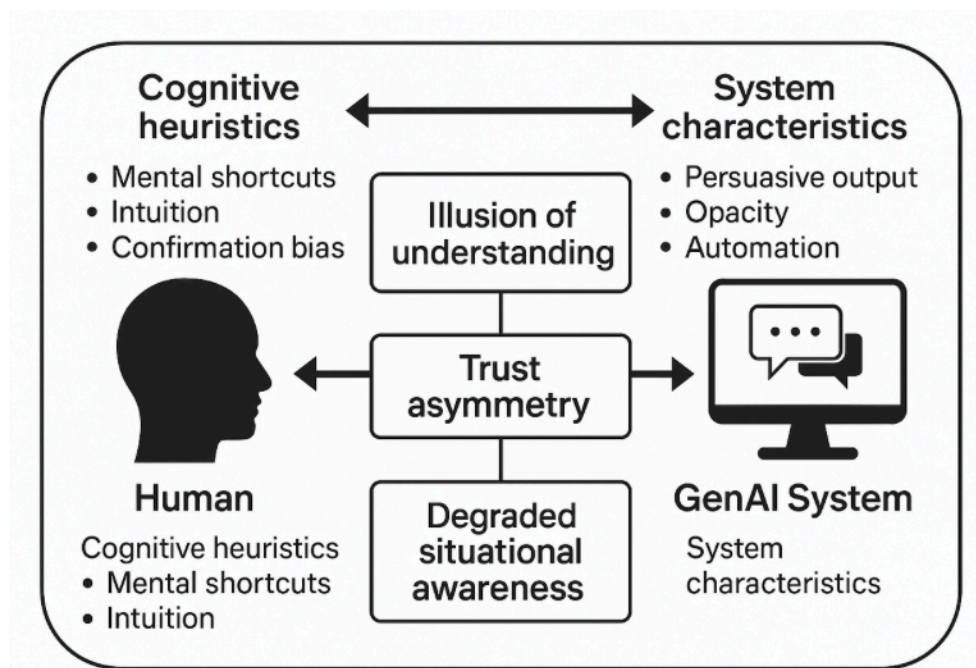 Cognitive
heuristics
• Mental shortcuts
• Intuition
• Confirmation bias
System
characteristics
• Persuasive output
• Opacity
• Automation
Illusion of
understanding
Trust
asymmetry
Degraded
situational
awareness
Human
Cognitive heuristics
• Mental shortcuts
• Intuition
GenAI System
System
characteristics